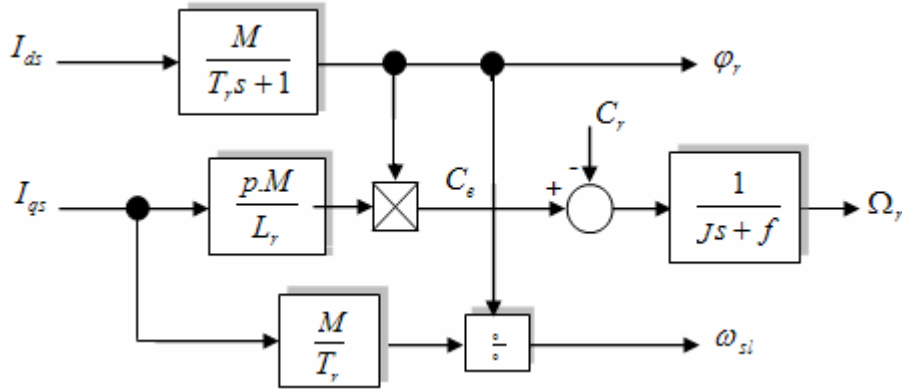 I_ds
M
T_r s + 1
φ_r
I_qs
p.M
L_r
C_e
+
-
C_r
1
Js + f
Ω_r
M
T_r
÷
ω_sl